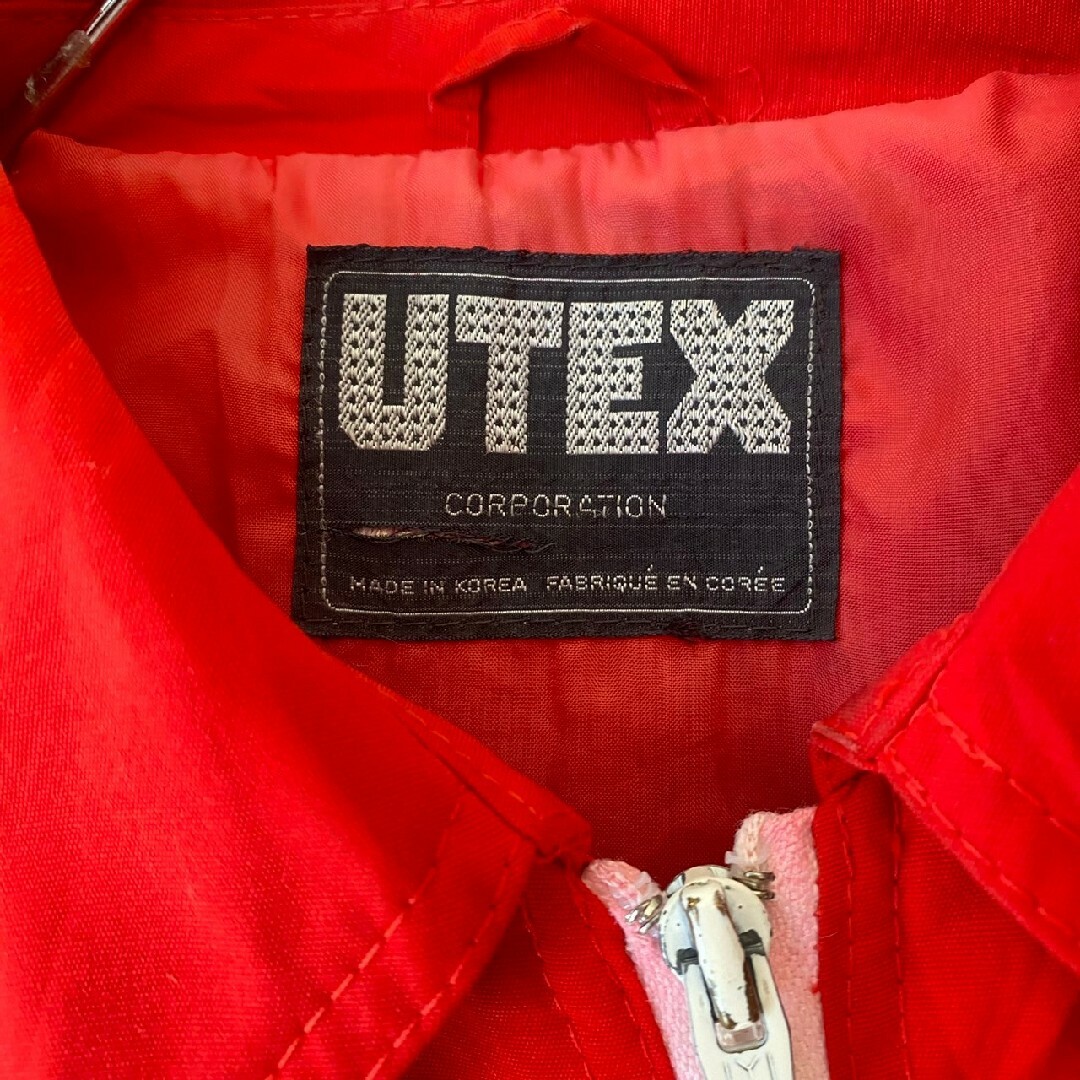 UTEX
CORPORATION
MADE IN KOREA FABRIQUÉ EN CORÉE